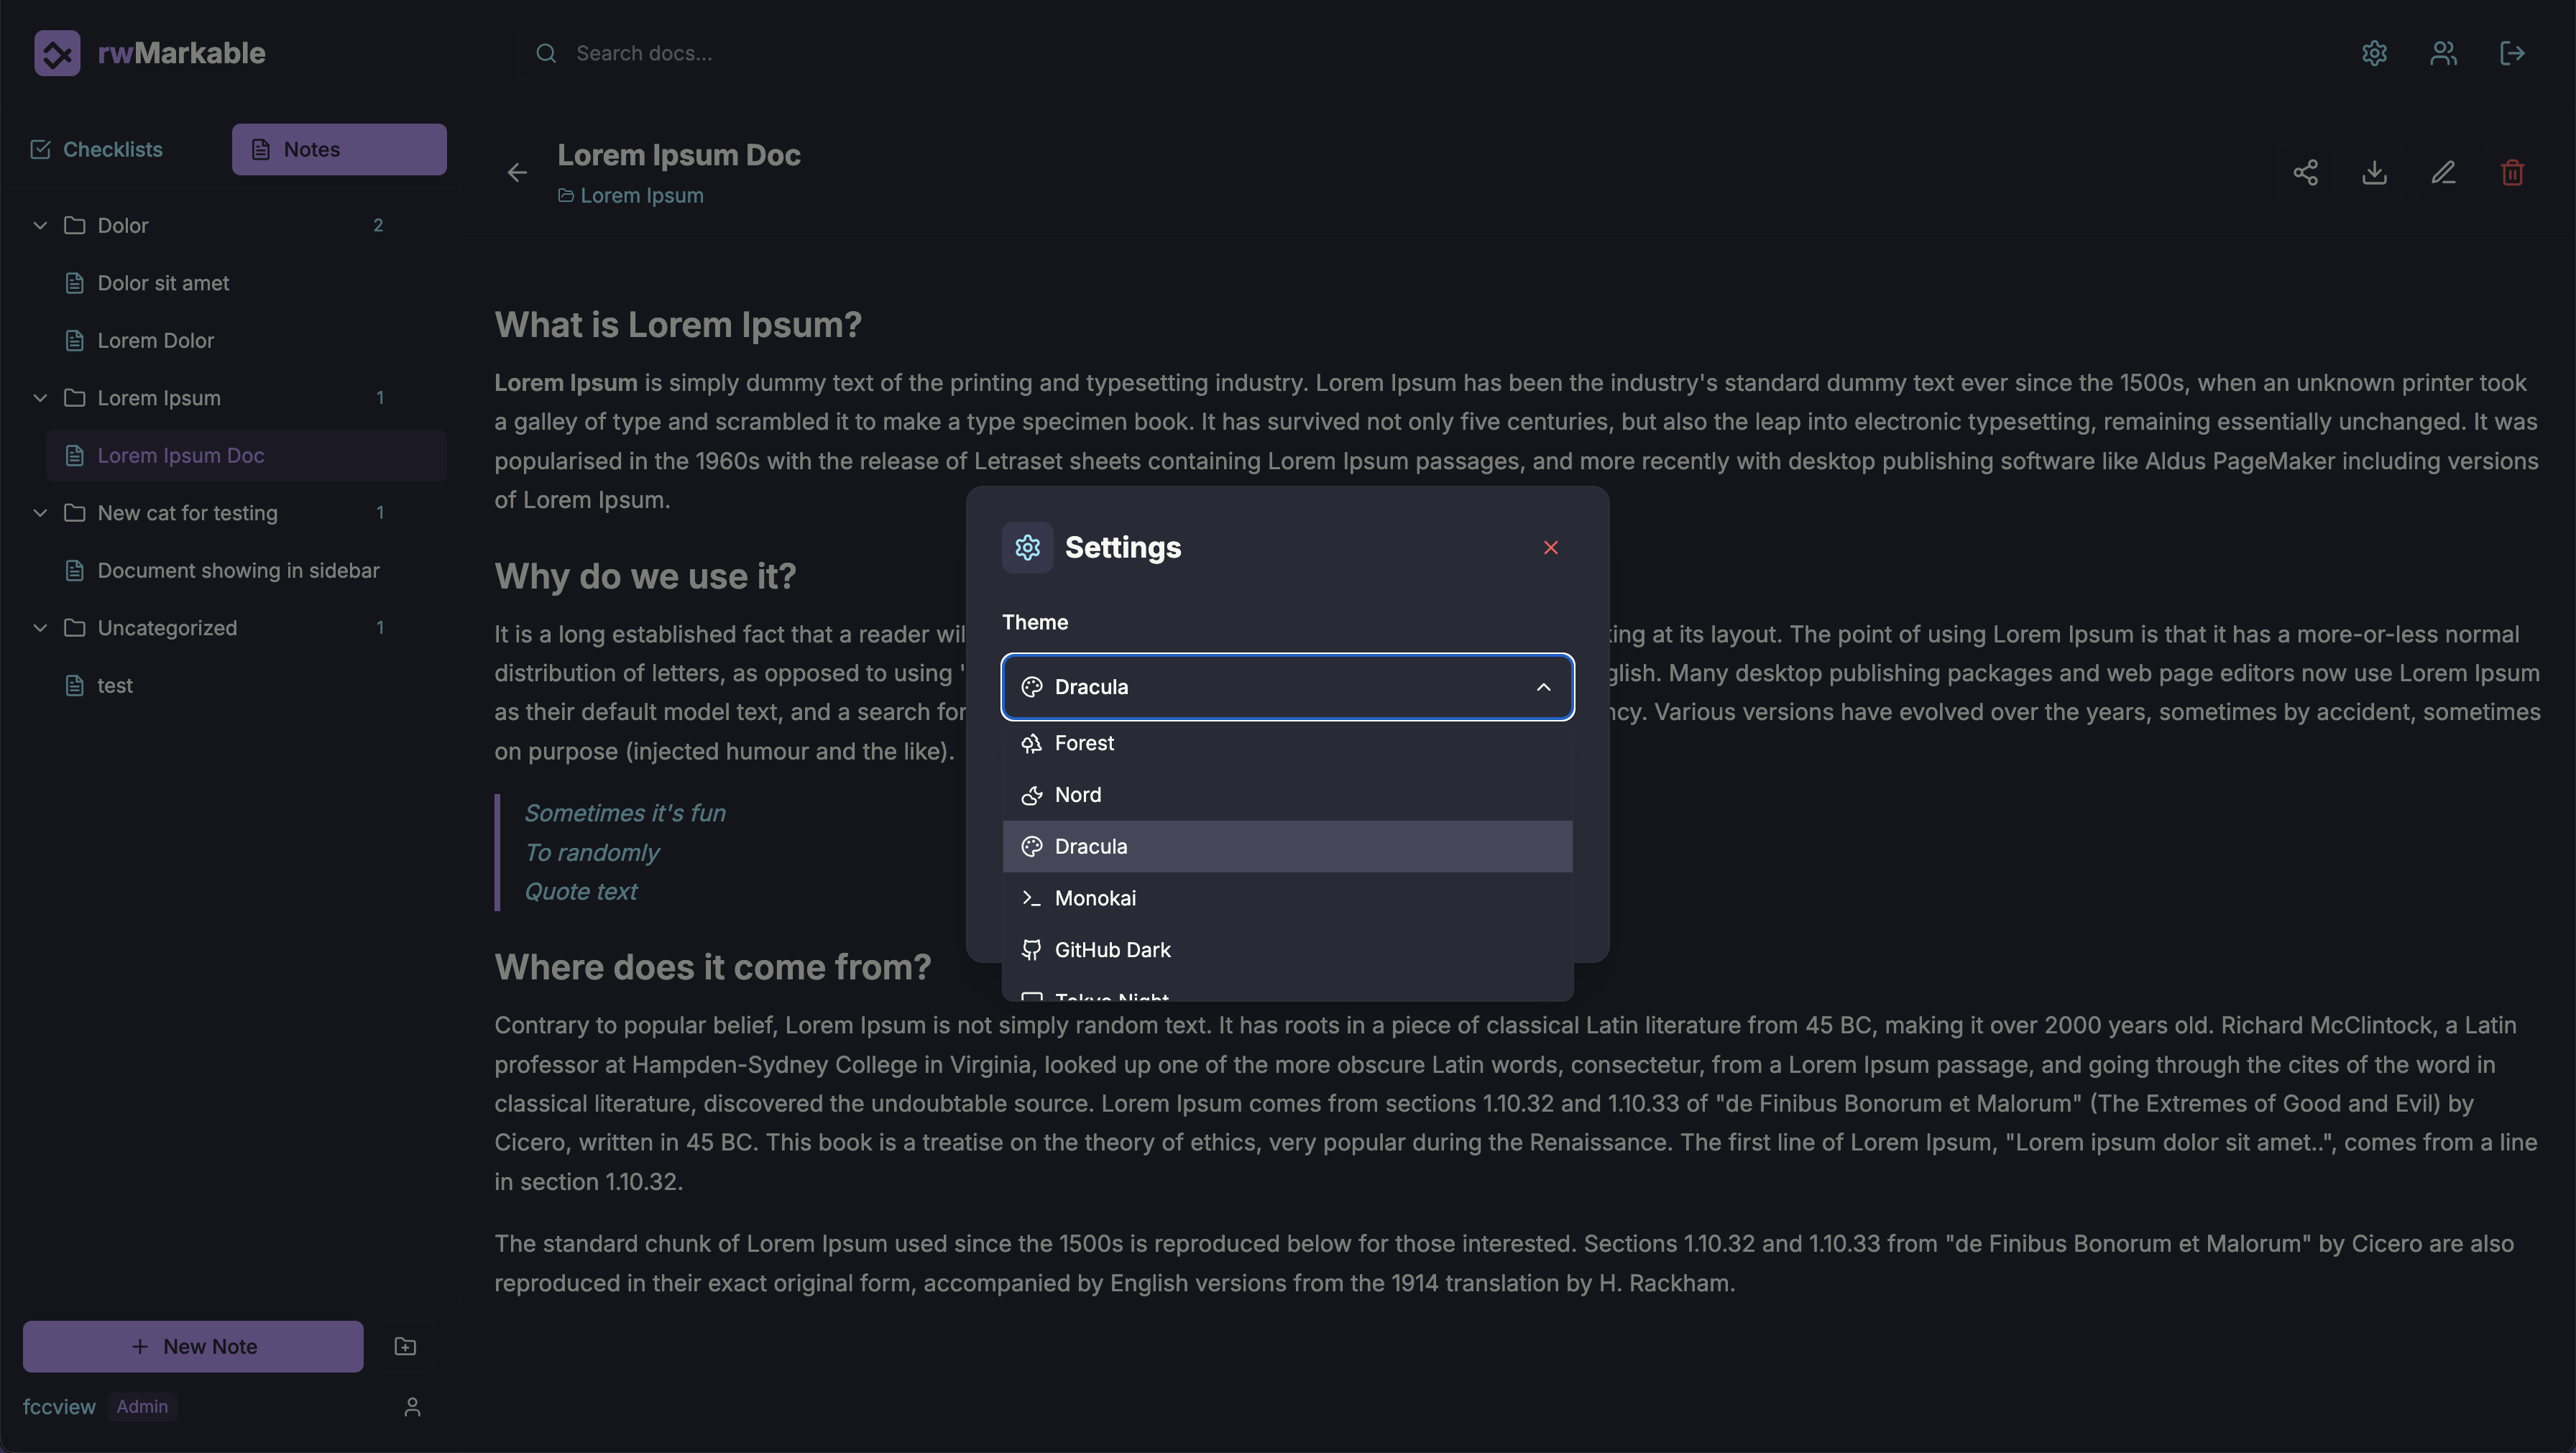 rwMarkable
Search docs...
Checklists
Notes
Dolor 2
Dolor sit amet
Lorem Dolor
Lorem Ipsum 1
Lorem Ipsum Doc
New cat for testing 1
Document showing in sidebar
Uncategorized 1
test
New Note
fccview Admin
Lorem Ipsum Doc
Lorem Ipsum
What is Lorem Ipsum?
Lorem Ipsum is simply dummy text of the printing and typesetting industry. Lorem Ipsum has been the industry's standard dummy text ever since the 1500s, when an unknown printer took
a galley of type and scrambled it to make a type specimen book. It has survived not only five centuries, but also the leap into electronic typesetting, remaining essentially unchanged. It was
popularised in the 1960s with the release of Letraset sheets containing Lorem Ipsum passages, and more recently with desktop publishing software like Aldus PageMaker including versions
of Lorem Ipsum.
Why do we use it?
It is a long established fact that a reader at its layout. The point of using Lorem Ipsum is that it has a more-or-less normal
distribution of letters, as opposed to using ' Many desktop publishing packages and web page editors now use Lorem Ipsum
as their default model text, and a search for Various versions have evolved over the years, sometimes by accident, sometimes
on purpose (injected humour and the like).
Sometimes it's fun
To randomly
Quote text
Where does it come from?
Contrary to popular belief, Lorem Ipsum is not simply random text. It has roots in a piece of classical Latin literature from 45 BC, making it over 2000 years old. Richard McClintock, a Latin
professor at Hampden-Sydney College in Virginia, looked up one of the more obscure Latin words, consectetur, from a Lorem Ipsum passage, and going through the cites of the word in
classical literature, discovered the undoubtable source. Lorem Ipsum comes from sections 1.10.32 and 1.10.33 of "de Finibus Bonorum et Malorum" (The Extremes of Good and Evil) by
Cicero, written in 45 BC. This book is a treatise on the theory of ethics, very popular during the Renaissance. The first line of Lorem Ipsum, "Lorem ipsum dolor sit amet..", comes from a line
in section 1.10.32.
The standard chunk of Lorem Ipsum used since the 1500s is reproduced below for those interested. Sections 1.10.32 and 1.10.33 from "de Finibus Bonorum et Malorum" by Cicero are also
reproduced in their exact original form, accompanied by English versions from the 1914 translation by H. Rackham.
Settings
Theme
Dracula
Forest
Nord
Dracula
Monokai
GitHub Dark
Tokyo Night